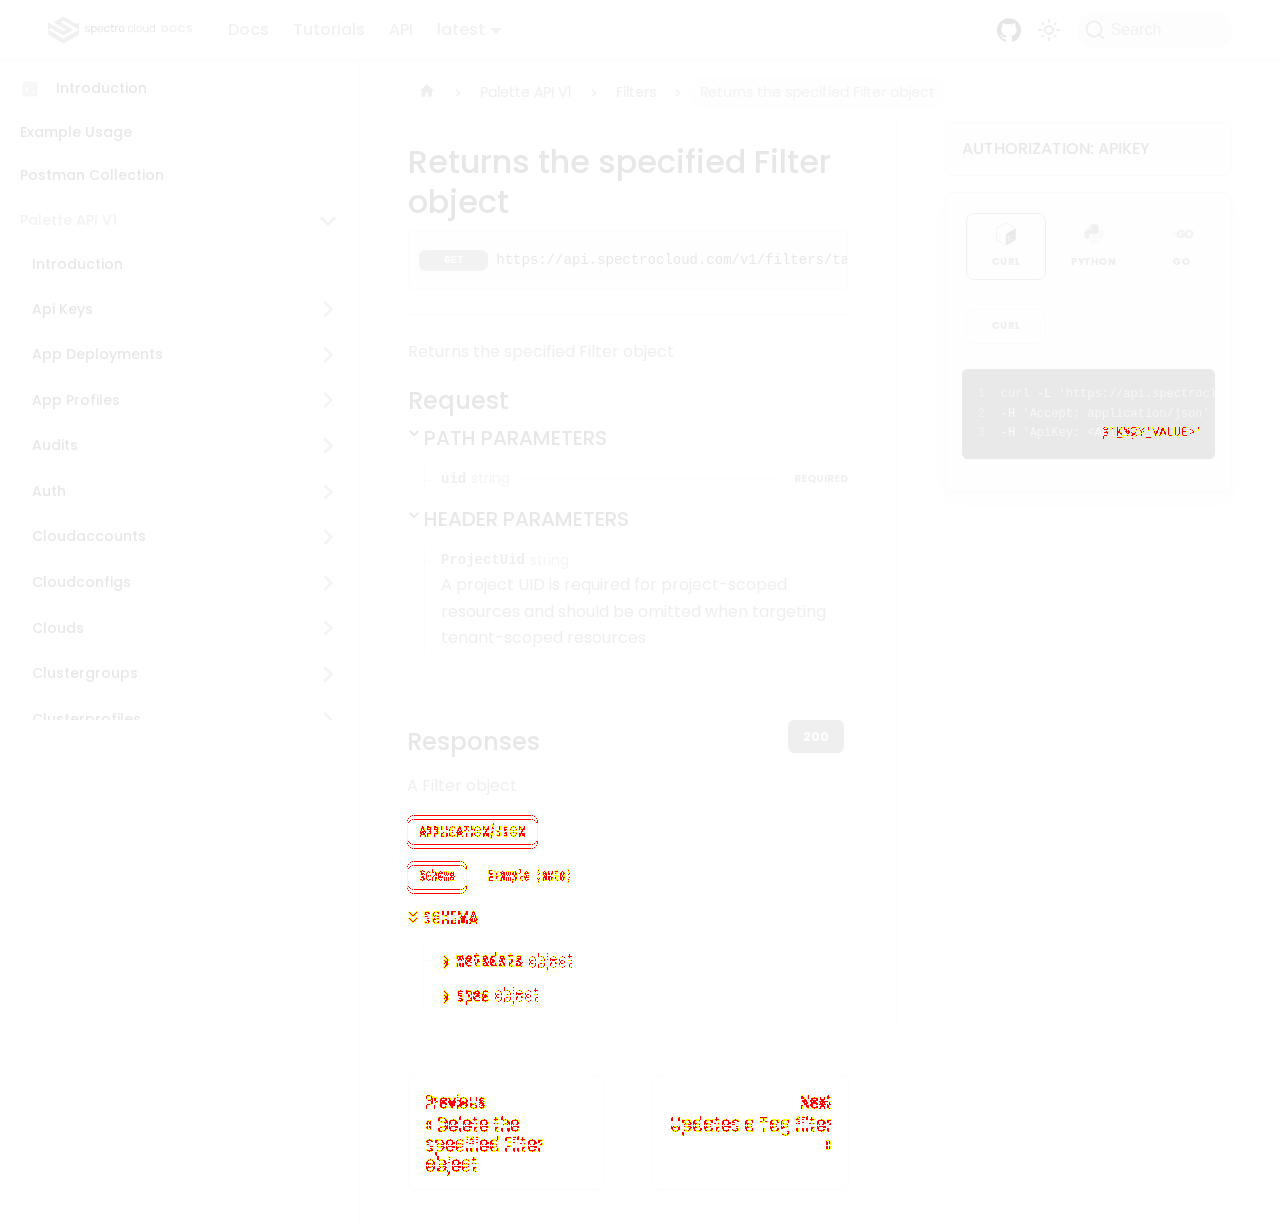 spectro cloud DOCS
Docs
Tutorials
API
latest
Search
Introduction
Example Usage
Postman Collection
Palette API V1
Introduction
Api Keys
App Deployments
App Profiles
Audits
Auth
Cloudaccounts
Cloudconfigs
Clouds
Clustergroups
Clusterprofiles
Palette API V1
Filters
Returns the specified Filter object
Returns the specified Filter
object
GET https://api.spectrocloud.com/v1/filters/ta
Returns the specified Filter object
Request
PATH PARAMETERS
uid string REQUIRED
HEADER PARAMETERS
ProjectUid string
A project UID is required for project-scoped
resources and should be omitted when targeting
tenant-scoped resources
Responses
200
A Filter object
APPLICATION/JSON
Schema
Example (auto)
SCHEMA
metadata object
spec object
Previous
« Delete the
specified Filter
object
Next
Updates a Tag filter
»
AUTHORIZATION: APIKEY
CURL
PYTHON
GO
GO
CURL
1 curl -L 'https://api.spectrocl
2 -H 'Accept: application/json'
3 -H 'ApiKey: VALUE>'